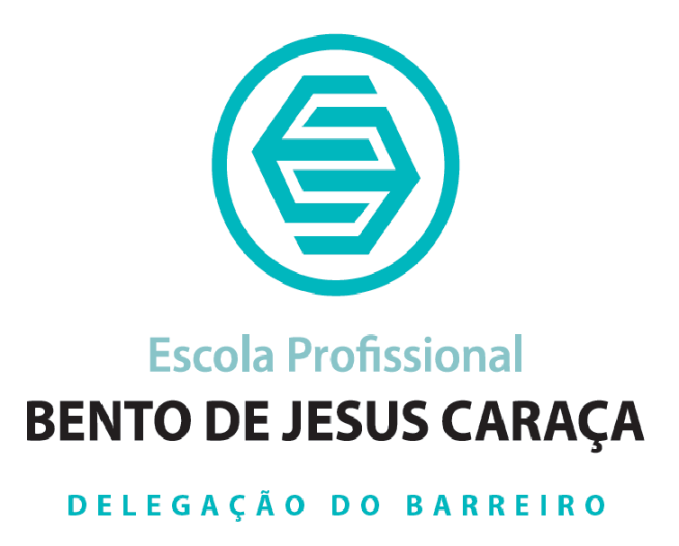 Escola Profissional
BENTO DE JESUS CARAÇA
DELEGAÇÃO DO BARREIRO